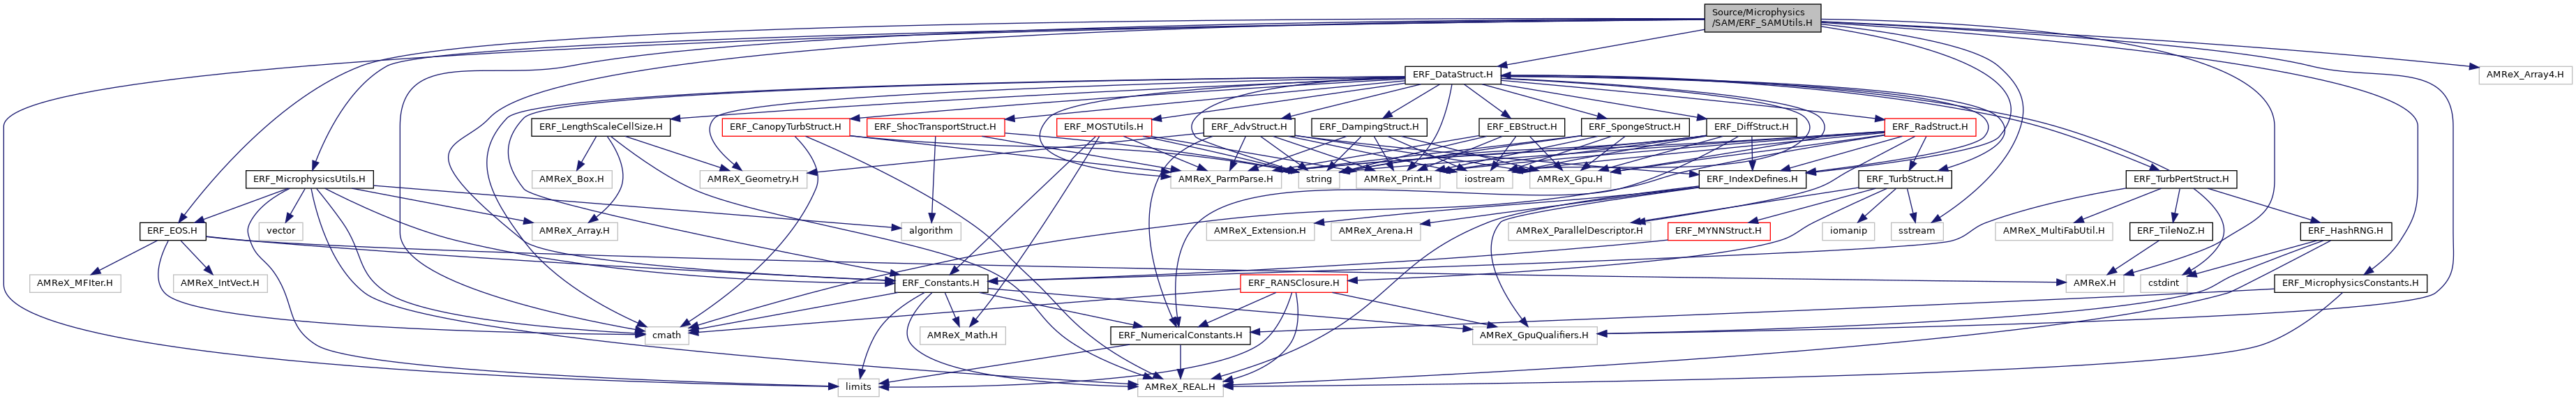 Source/Microphysics
/SAM/ERF_SAMUtils.H
ERF_DataStruct.H
AMReX_Array4.H
ERF_LengthScaleCellSize.H
ERF_CanopyTurbStruct.H
ERF_ShocTransportStruct.H
ERF_MOSTUtils.H
ERF_AdvStruct.H
ERF_DampingStruct.H
ERF_EBStruct.H
ERF_SpongeStruct.H
ERF_DiffStruct.H
ERF_RadStruct.H
ERF_MicrophysicsUtils.H
AMReX_Box.H
AMReX_Geometry.H
AMReX_ParmParse.H
string
AMReX_Print.H
iostream
AMReX_Gpu.H
ERF_IndexDefines.H
ERF_TurbStruct.H
ERF_TurbPertStruct.H
ERF_EOS.H
vector
AMReX_Array.H
algorithm
AMReX_Extension.H
AMReX_Arena.H
AMReX_ParallelDescriptor.H
ERF_MYNNStruct.H
iomanip
sstream
AMReX_MultiFabUtil.H
ERF_TileNoZ.H
ERF_HashRNG.H
AMReX_MFIter.H
AMReX_IntVect.H
ERF_Constants.H
ERF_RANSClosure.H
AMReX.H
cstdint
ERF_MicrophysicsConstants.H
cmath
AMReX_Math.H
ERF_NumericalConstants.H
AMReX_GpuQualifiers.H
limits
AMReX_REAL.H